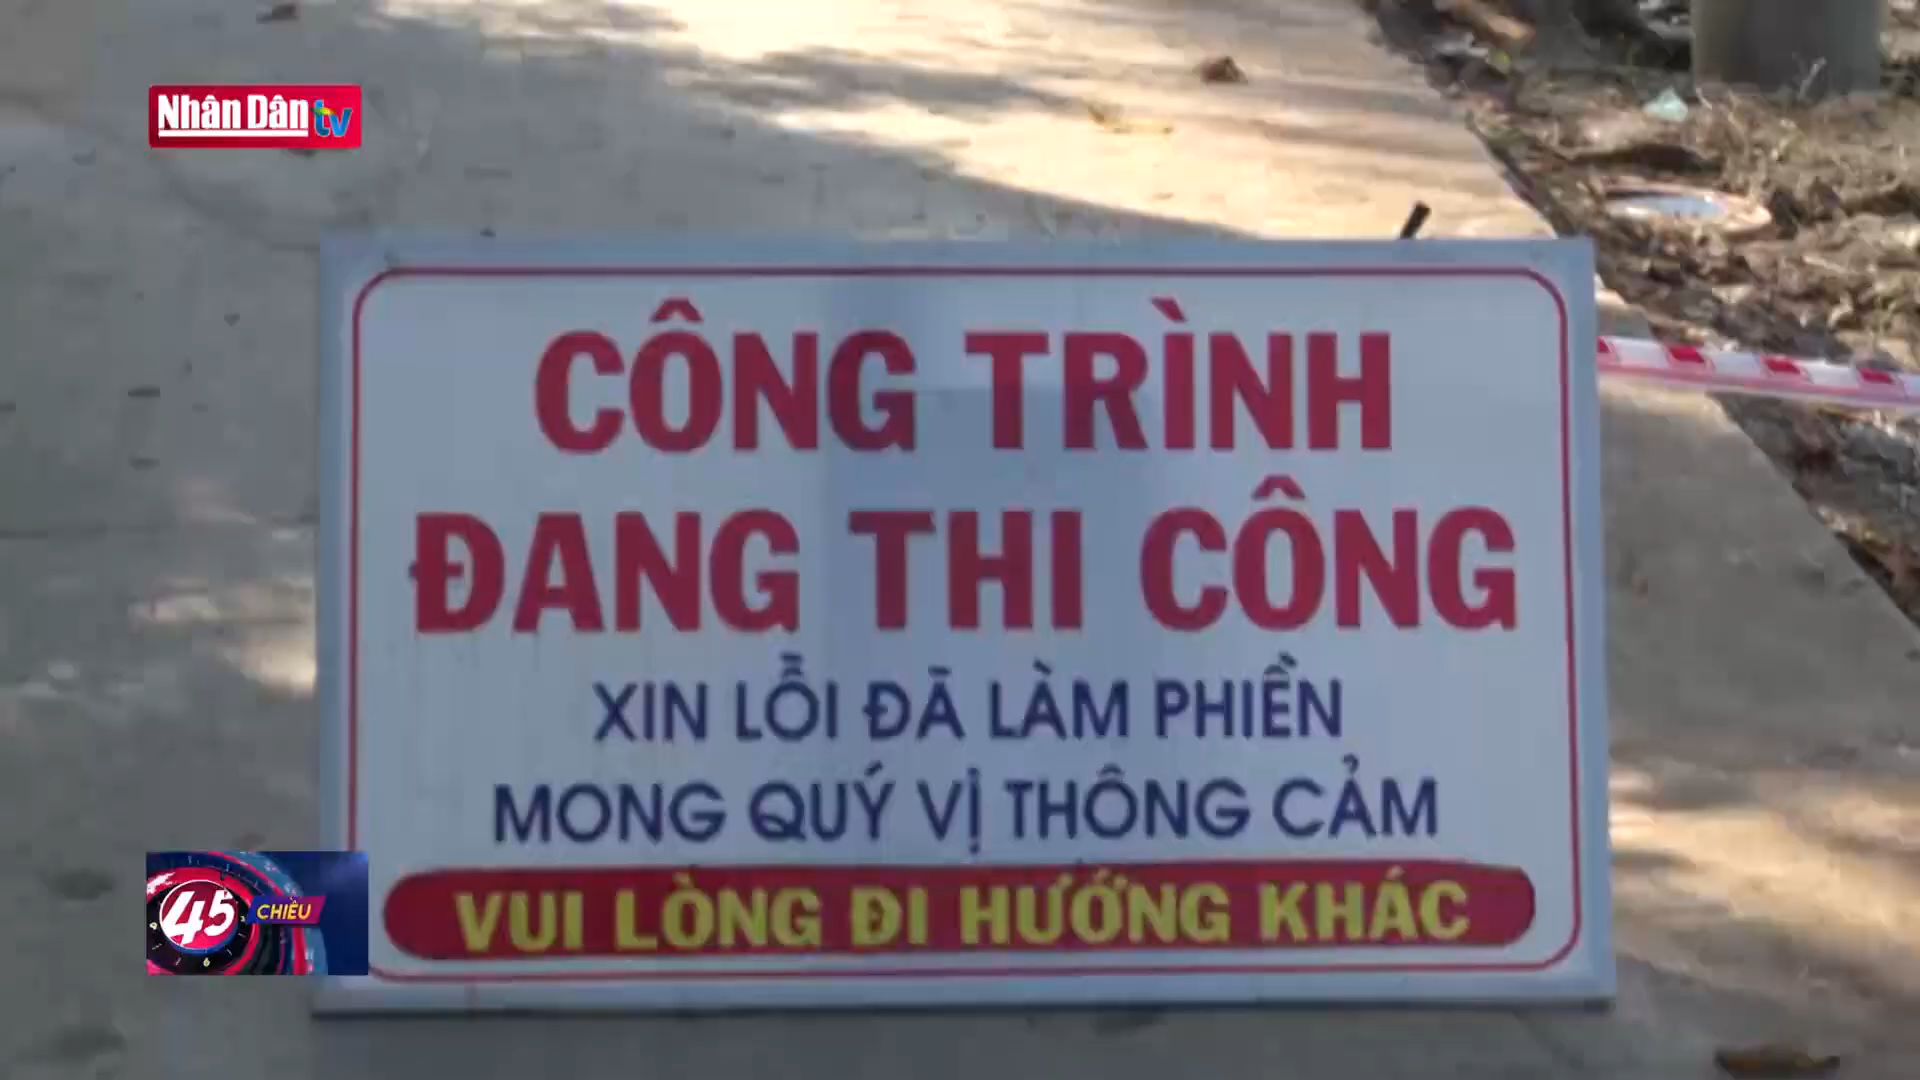 Nhân Dân tv
CÔNG TRÌNH
ĐANG THI CÔNG
XIN LỖI ĐÃ LÀM PHIỀN
MONG QUÝ VỊ THÔNG CẢM
VUI LÒNG ĐI HƯỚNG KHÁC
45 CHIỀU